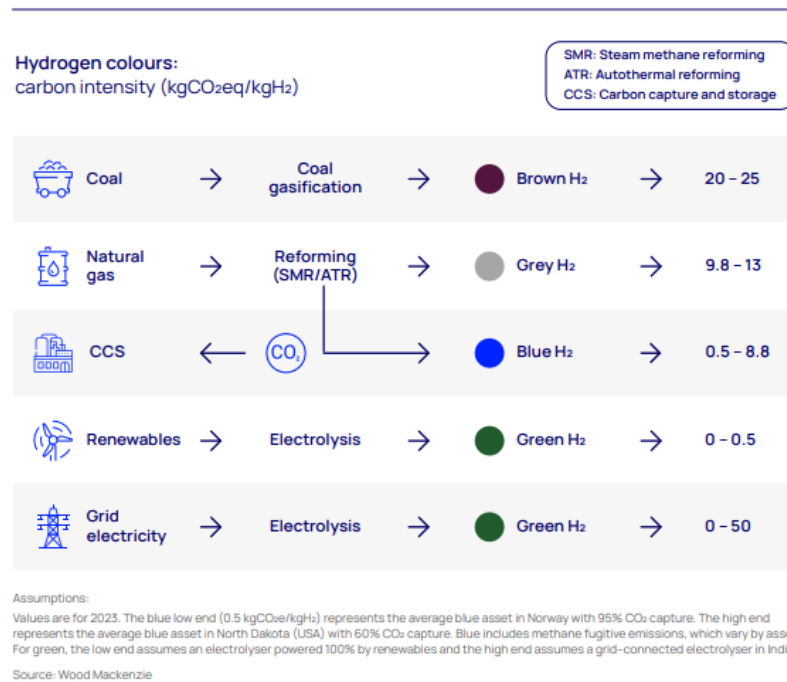 Hydrogen colours:
carbon intensity (kgCO₂eq/kgH₂)
SMR: Steam methane reforming
ATR: Autothermal reforming
CCS: Carbon capture and storage
Coal
Coal
gasification
Brown H₂
20 – 25
Natural
gas
Reforming
(SMR/ATR)
Grey H₂
9.8 – 13
CCS
CO₂
Blue H₂
0.5 – 8.8
Renewables
Electrolysis
Green H₂
0 – 0.5
Grid
electricity
Electrolysis
Green H₂
0 – 50
Assumptions:
Values are for 2023. The blue low end (0.5 kgCO₂e/kgH₂) represents the average blue asset in Norway with 95% CO₂ capture. The high end
represents the average blue asset in North Dakota (USA) with 60% CO₂ capture. Blue includes methane fugitive emissions, which vary by
For green, the low end assumes an electrolyser powered 100% by renewables and the high end assumes a grid-connected electrolyser in
Source: Wood Mackenzie